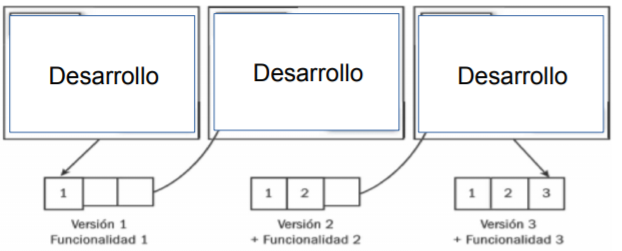 Desarrollo
Desarrollo
Desarrollo
1
1 2
1 2 3
Versión 1
Funcionalidad 1
Versión 2
+ Funcionalidad 2
Versión 3
+ Funcionalidad 3